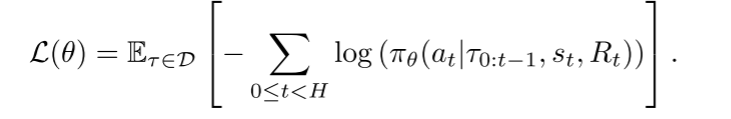 ℒ(θ) = 𝔼_{τ∈𝒟} [ − ∑_{0≤t<H} log (π_θ(a_t|τ_{0:t−1}, s_t, R_t)) ] .